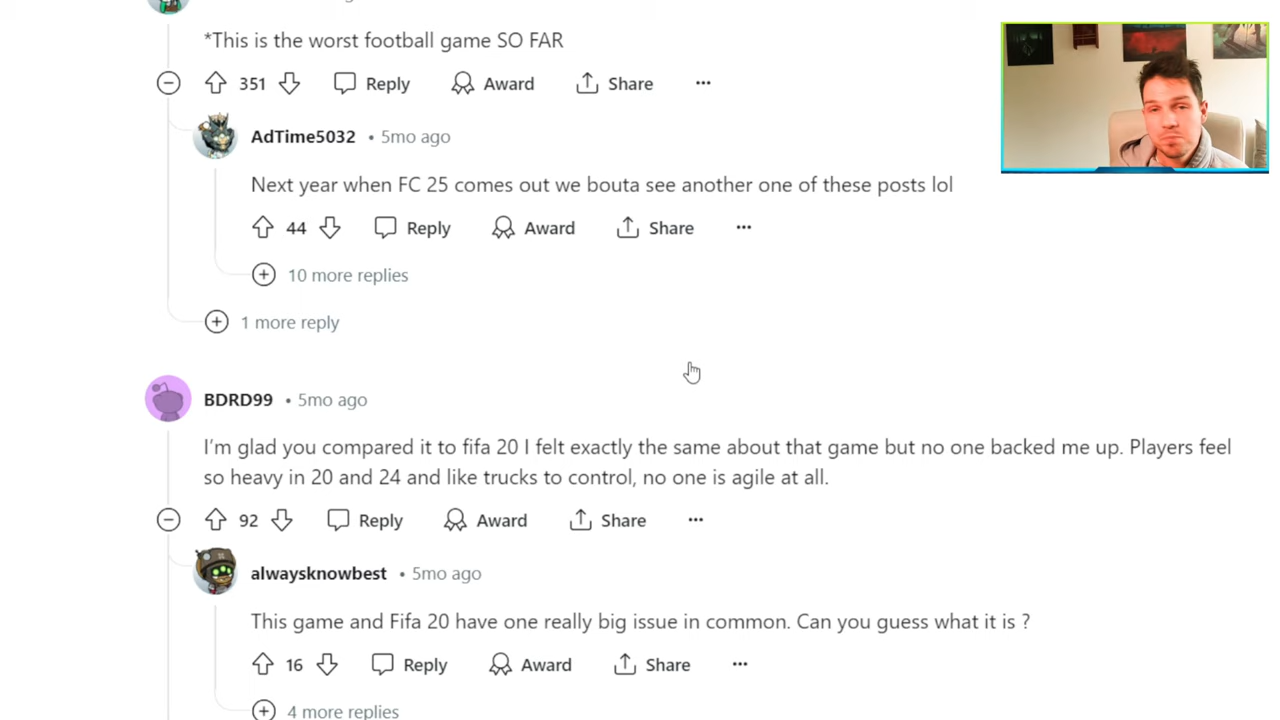 *This is the worst football game SO FAR
351 Reply Award Share ...
AdTime5032 • 5mo ago
Next year when FC 25 comes out we bouta see another one of these posts lol
44 Reply Award Share ...
10 more replies
1 more reply
BDRD99 • 5mo ago
I'm glad you compared it to fifa 20 I felt exactly the same about that game but no one backed me up. Players feel
so heavy in 20 and 24 and like trucks to control, no one is agile at all.
92 Reply Award Share ...
alwaysknowbest • 5mo ago
This game and Fifa 20 have one really big issue in common. Can you guess what it is ?
16 Reply Award Share ...
4 more replies